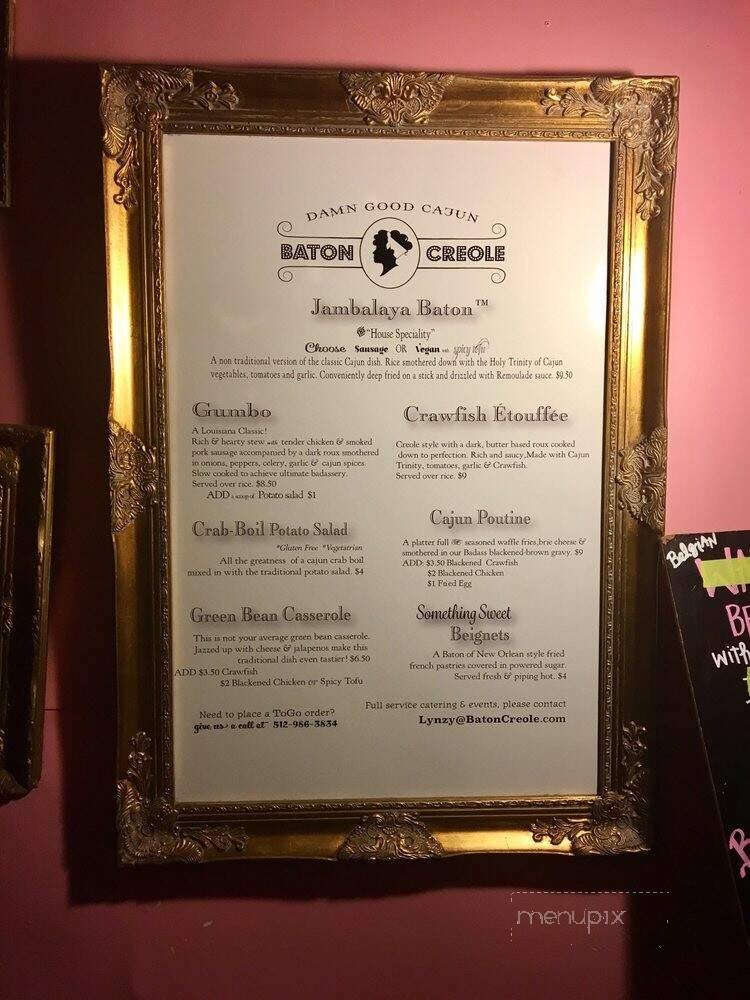 DAMN GOOD CAJUN
BATON CREOLE
Jambalaya Baton™
"House Speciality"
Choose Sausage OR Vegan with spicy tofu
A non traditional version of the classic Cajun dish. Rice smothered down with the Holy Trinity of Cajun
vegetables, tomatoes and garlic. Conveniently deep fried on a stick and drizzled with Remoulade sauce. $9.50
Gumbo
A Louisiana Classic!
Rich & hearty stew with tender chicken & smoked
pork sausage accompanied by a dark roux smothered
in onions, peppers, celery, garlic & cajun spices.
Slow cooked to achieve ultimate badassery.
Served over rice. $8.50
ADD a scoop of Potato salad $1
Crawfish Étouffée
Creole style with a dark, butter based roux cooked
down to perfection. Rich and saucy,Made with Cajun
Trinity, tomatoes, garlic & Crawfish.
Served over rice. $9
Crab-Boil Potato Salad
*Gluten Free *Vegetatrian
All the greatness of a cajun crab boil
mixed in with the traditional potato salad. $4
Cajun Poutine
A platter full of seasoned waffle fries,brie cheese &
smothered in our Badass blackened-brown gravy. $9
ADD: $3.50 Blackened Crawfish
$2 Blackened Chicken
$1 Fried Egg
Green Bean Casserole
This is not your average green bean casserole.
Jazzed up with cheese & jalapenos make this
traditional dish even tastier! $6.50
ADD $3.50 Crawfish
$2 Blackened Chicken or Spicy Tofu
Something Sweet
Beignets
A Baton of New Orlean style fried
french pastries covered in powered sugar.
Served fresh & piping hot. $4
Need to place a ToGo order?
give us a call at 512-986-3834
Full service catering & events, please contact
Lynzy@BatonCreole.com
Belgian
with
menupix